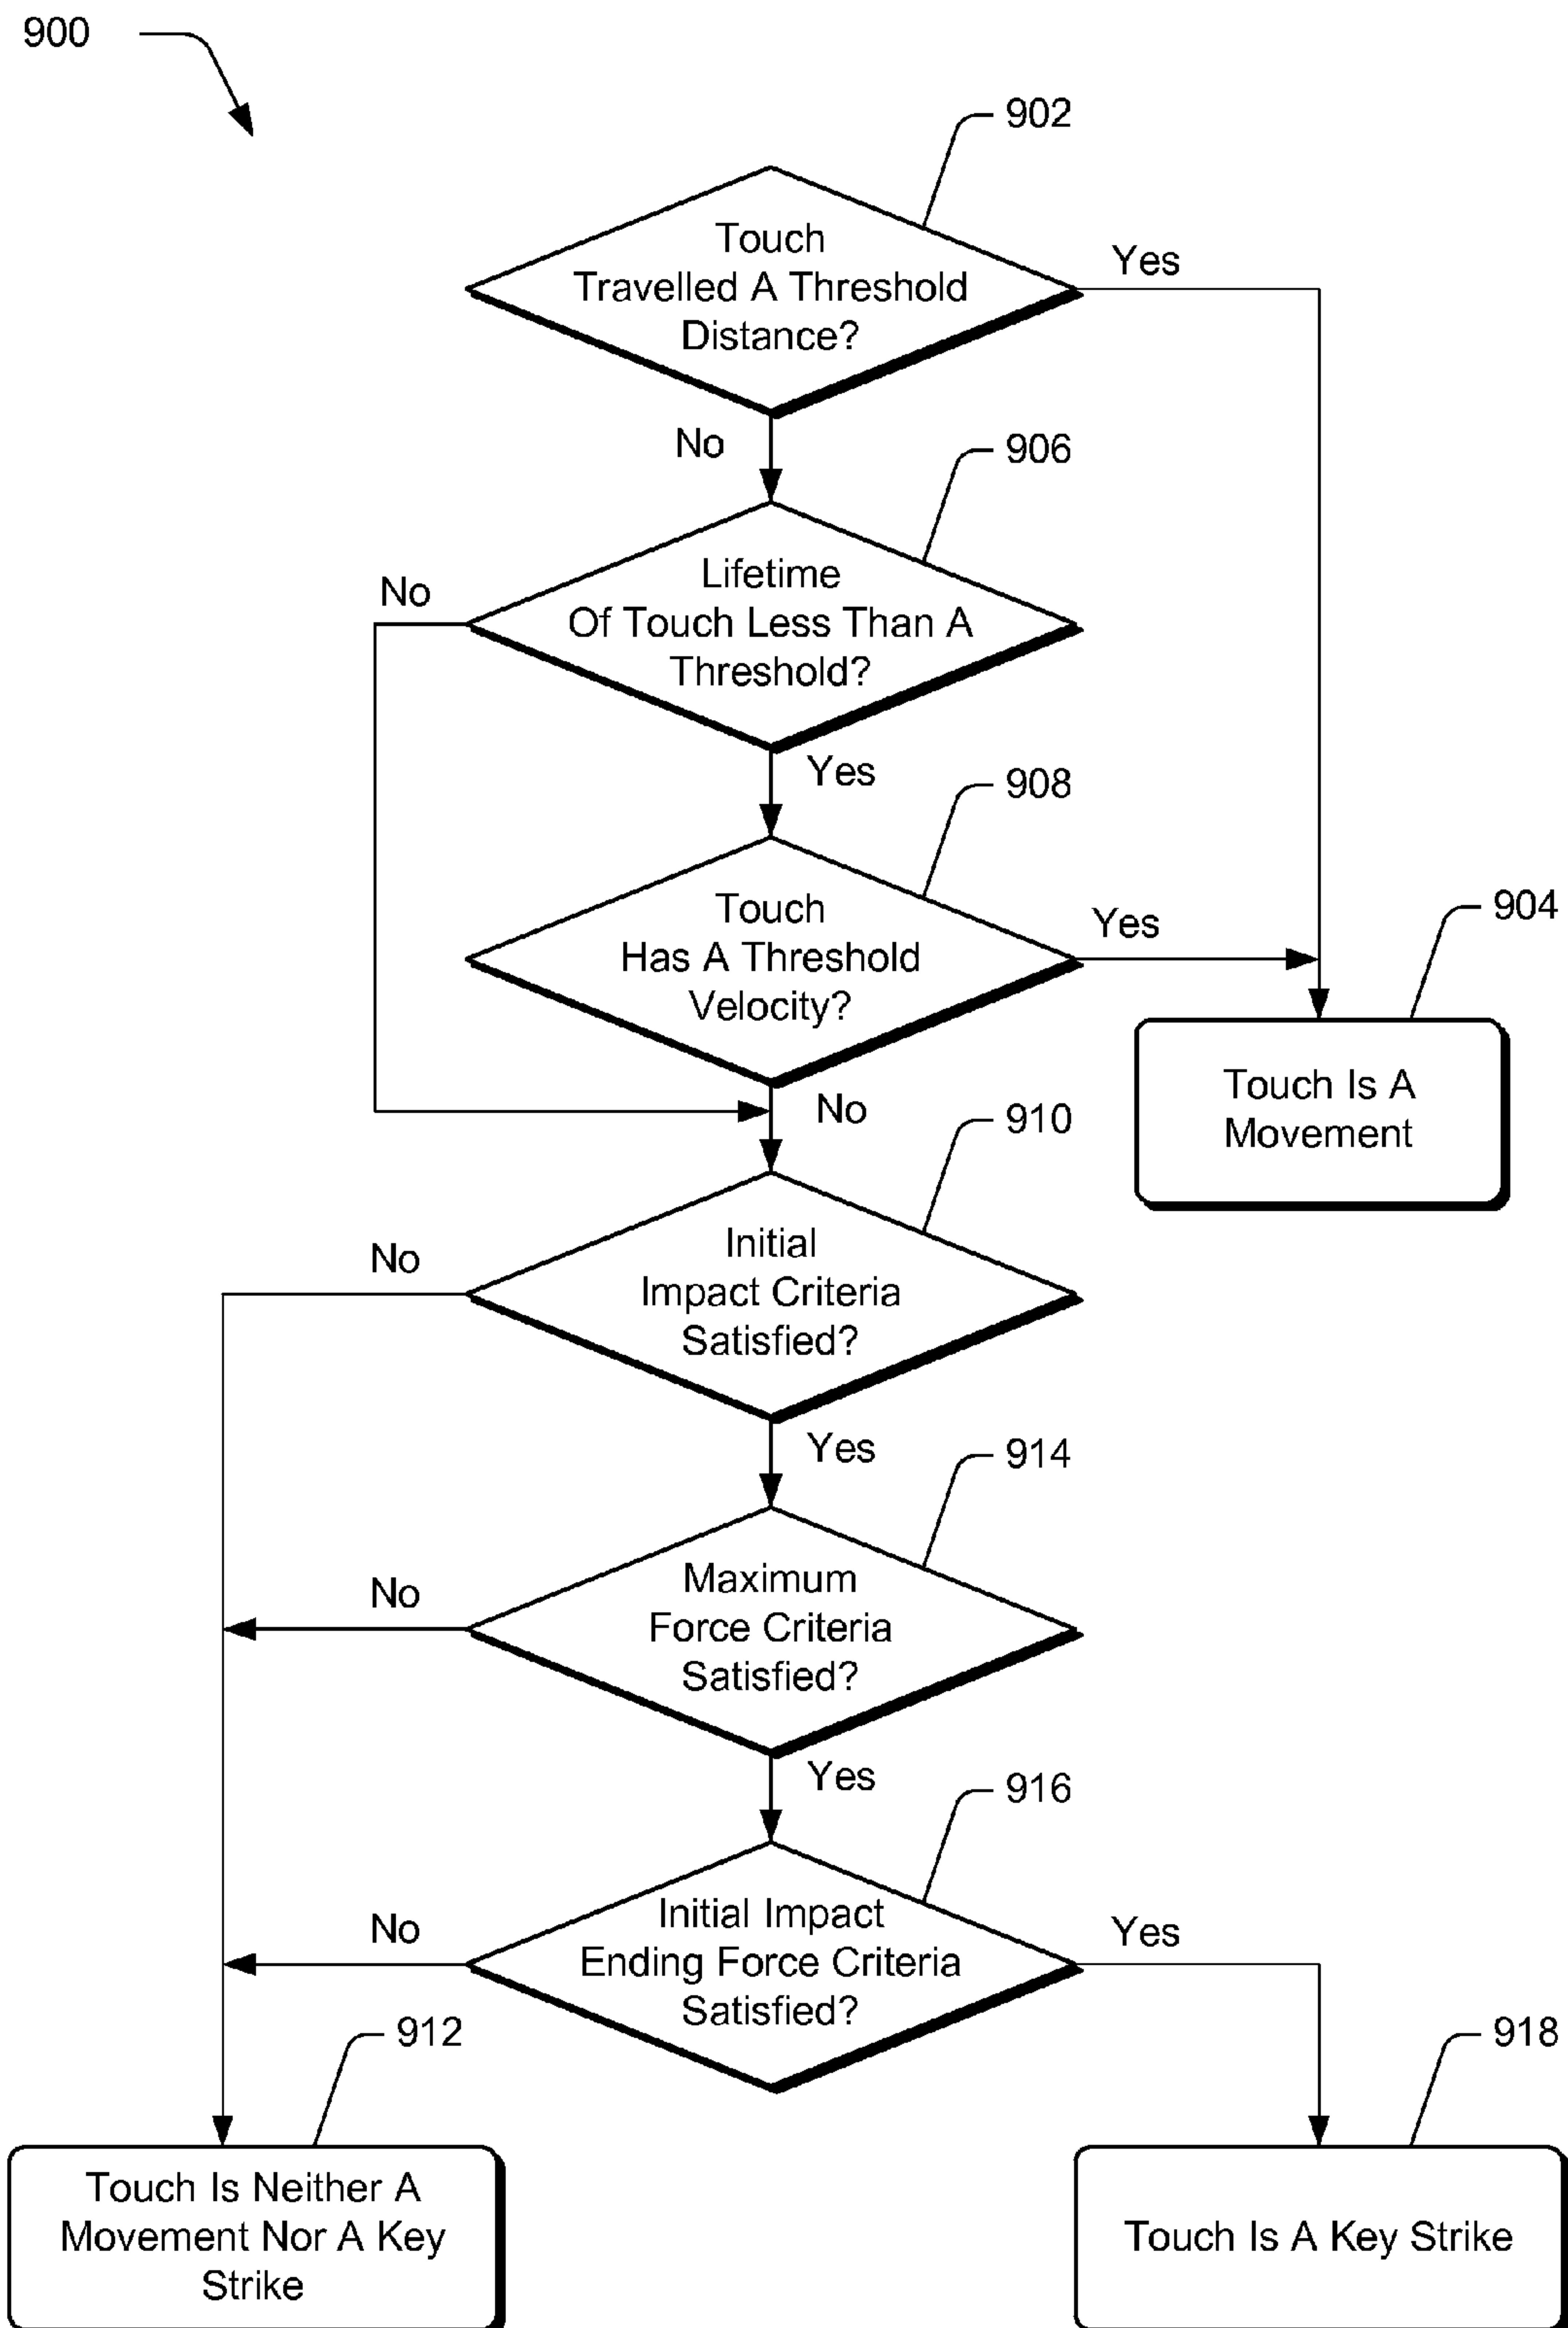 900
902
Touch
Travelled A Threshold
Distance?
Yes
No
906
Lifetime
Of Touch Less Than A
Threshold?
No
Yes
908
Touch
Has A Threshold
Velocity?
Yes
904
Touch Is A
Movement
No
910
Initial
Impact Criteria
Satisfied?
No
Yes
914
Maximum
Force Criteria
Satisfied?
No
Yes
916
Initial Impact
Ending Force Criteria
Satisfied?
No
Yes
912
Touch Is Neither A
Movement Nor A Key
Strike
918
Touch Is A Key Strike